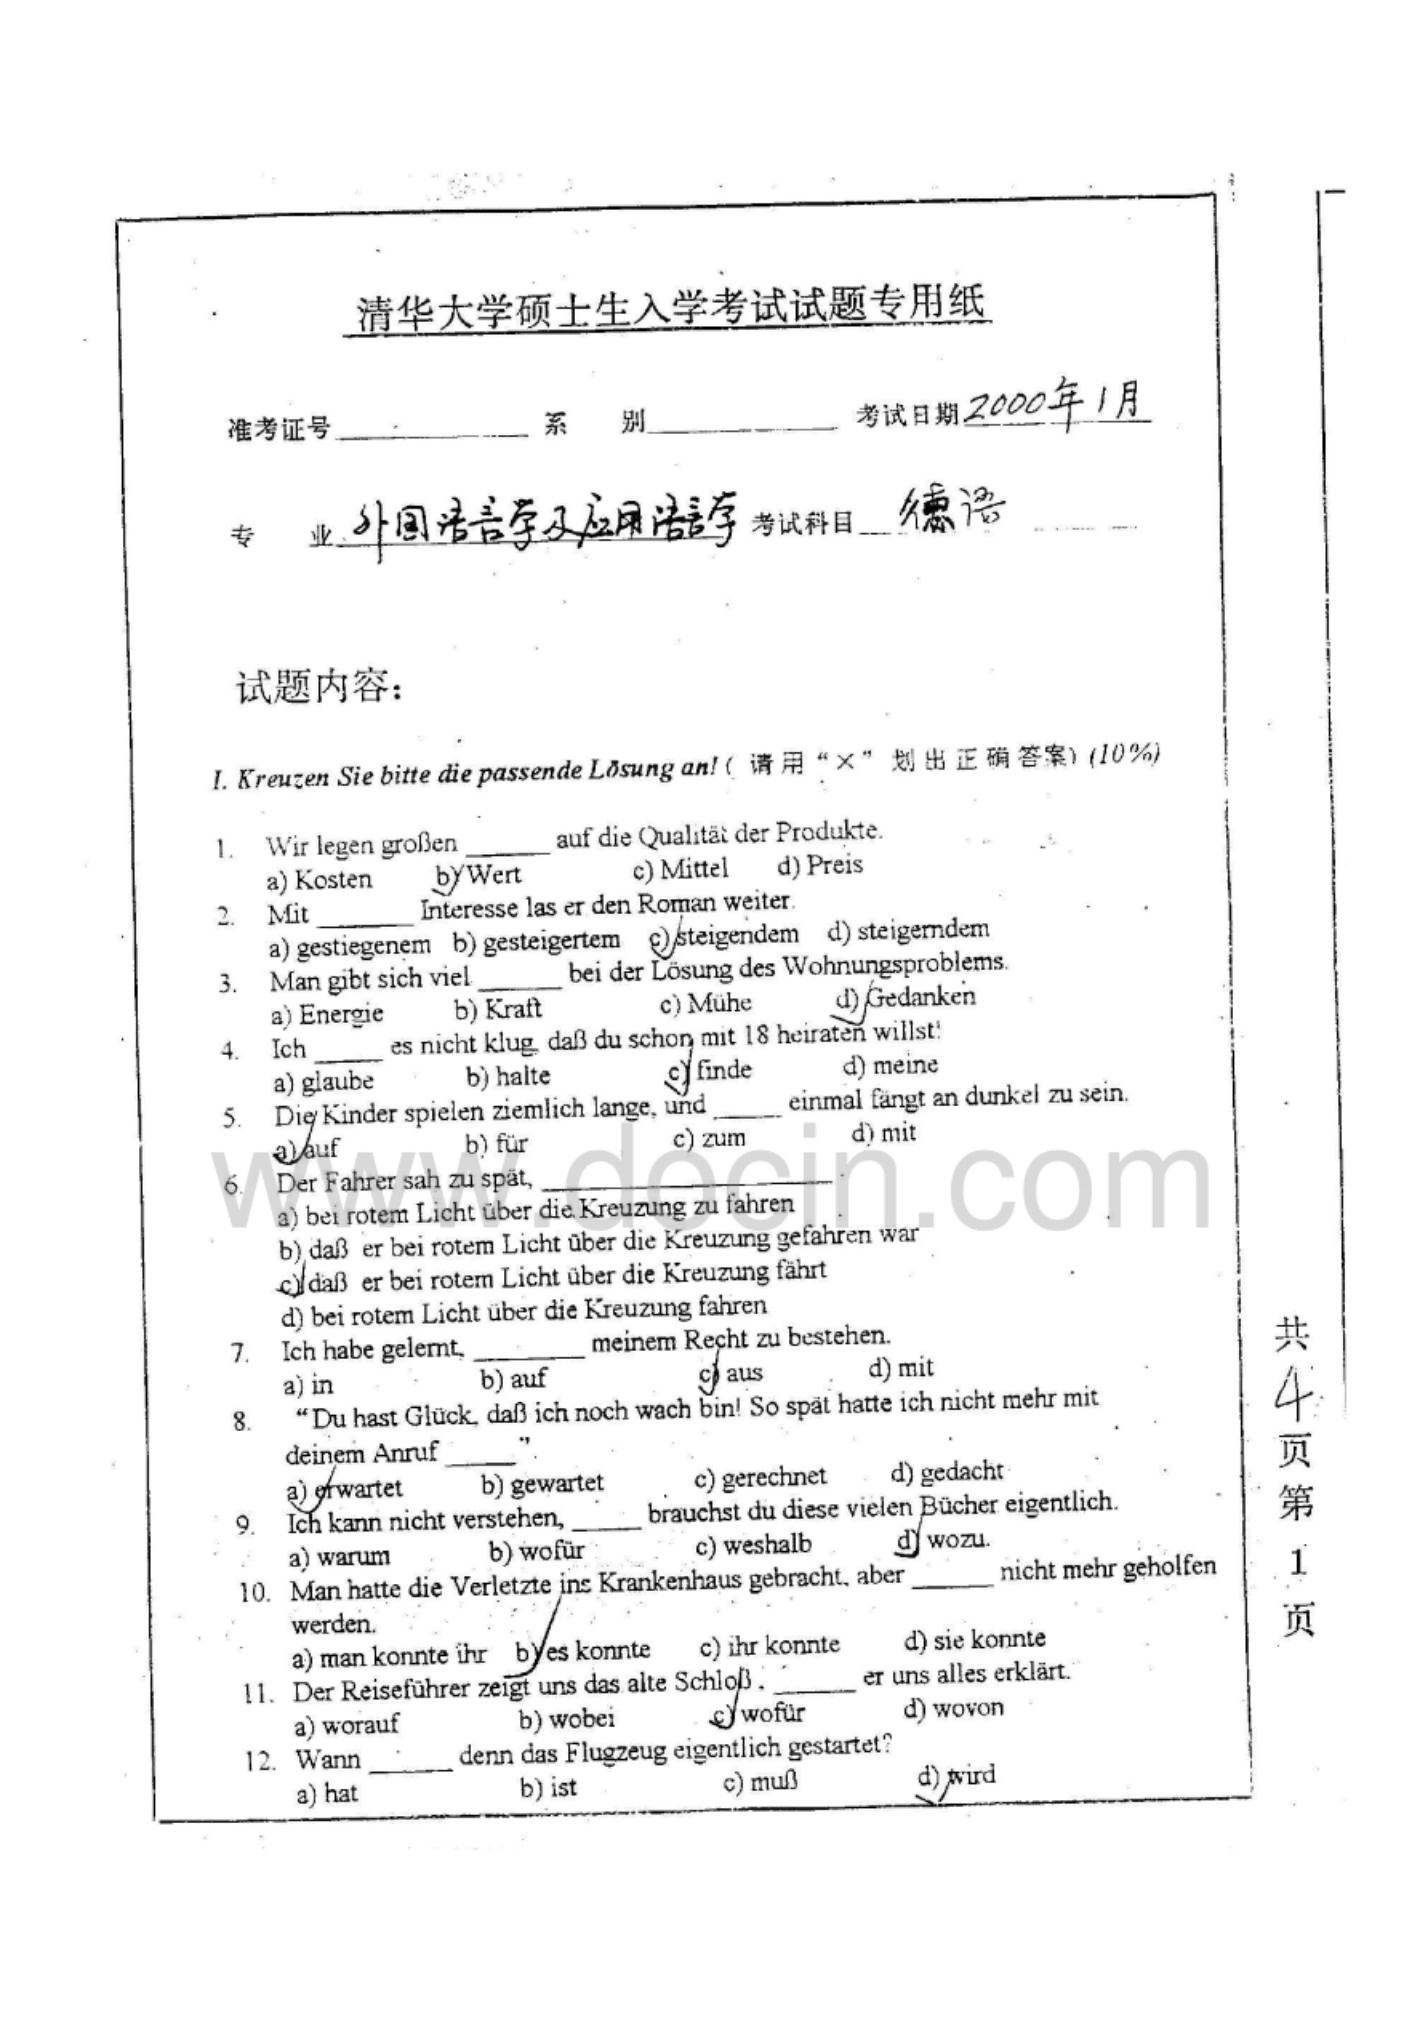 清华大学硕士生入学考试试题专用纸
准考证号 系 别 考试日期 2000年1月
专 业 外国语言学及应用语言学 考试科目 德语
试题内容：
I. Kreuzen Sie bitte die passende Lösung an! ( 请用“×”划出正确答案) (10%)
1. Wir legen großen ______ auf die Qualität der Produkte.
a) Kosten b) Wert c) Mittel d) Preis
2. Mit ______ Interesse las er den Roman weiter.
a) gestiegenem b) gesteigertem c) steigendem d) steigerndem
3. Man gibt sich viel ______ bei der Lösung des Wohnungsproblems.
a) Energie b) Kraft c) Mühe d) Gedanken
4. Ich _____ es nicht klug, daß du schon mit 18 heiraten willst!
a) glaube b) halte c) finde d) meine
5. Die Kinder spielen ziemlich lange, und _____ einmal fängt an dunkel zu sein.
a) auf b) für c) zum d) mit
6. Der Fahrer sah zu spät, ______________________.
a) bei rotem Licht über die Kreuzung zu fahren
b) daß er bei rotem Licht über die Kreuzung gefahren war
c) daß er bei rotem Licht über die Kreuzung fährt
d) bei rotem Licht über die Kreuzung fahren
7. Ich habe gelernt, ________ meinem Recht zu bestehen.
a) in b) auf c) aus d) mit
8. “Du hast Glück, daß ich noch wach bin! So spät hatte ich nicht mehr mit
deinem Anruf _____”
a) erwartet b) gewartet c) gerechnet d) gedacht
9. Ich kann nicht verstehen, _____ brauchst du diese vielen Bücher eigentlich.
a) warum b) wofür c) weshalb d) wozu.
10. Man hatte die Verletzte ins Krankenhaus gebracht, aber ______ nicht mehr geholfen
werden.
a) man konnte ihr b) es konnte c) ihr konnte d) sie konnte
11. Der Reiseführer zeigt uns das alte Schloß, ______ er uns alles erklärt.
a) worauf b) wobei c) wofür d) wovon
12. Wann ______ denn das Flugzeug eigentlich gestartet?
a) hat b) ist c) muß d) wird
共4页第1页
www.docin.com